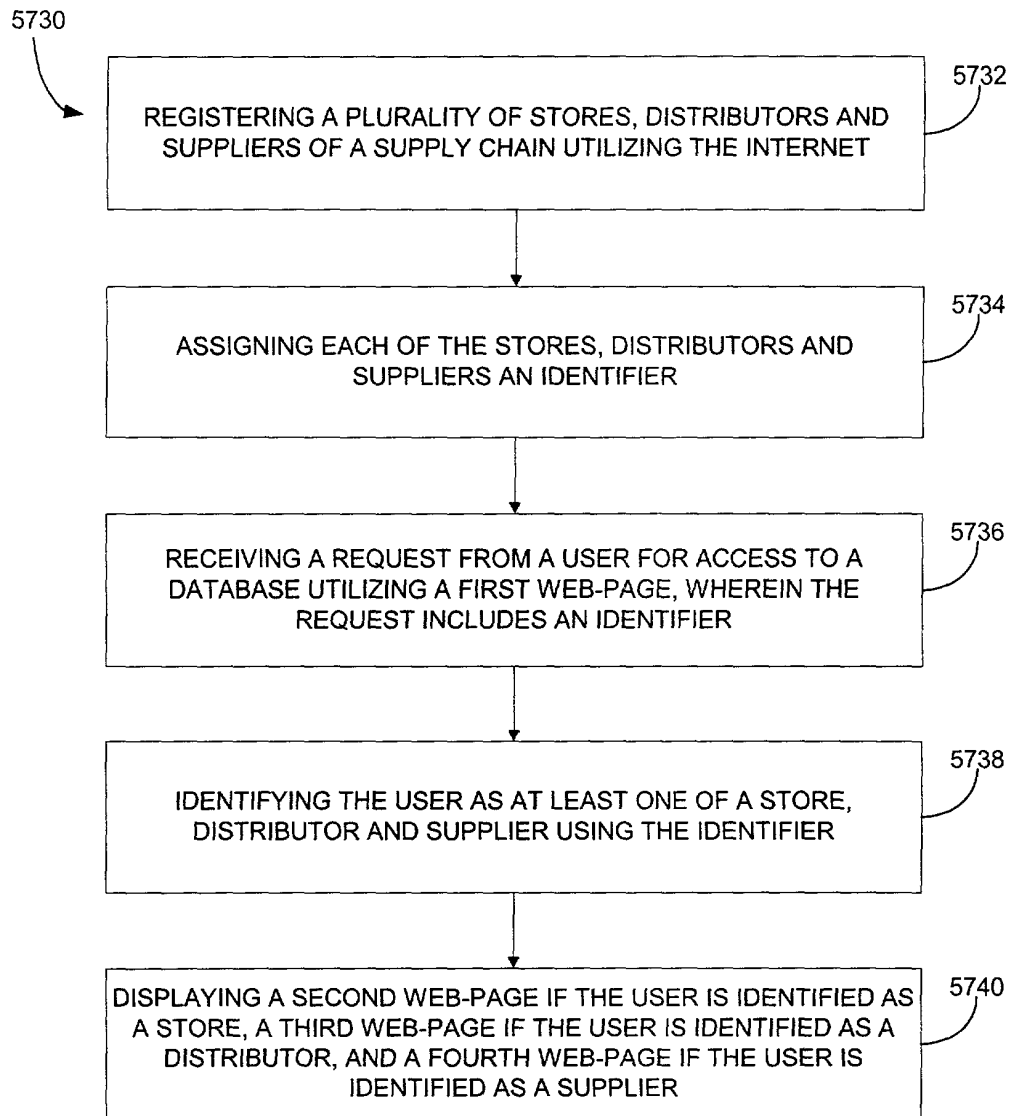 5730
5732
REGISTERING A PLURALITY OF STORES, DISTRIBUTORS AND
SUPPLIERS OF A SUPPLY CHAIN UTILIZING THE INTERNET
5734
ASSIGNING EACH OF THE STORES, DISTRIBUTORS AND
SUPPLIERS AN IDENTIFIER
5736
RECEIVING A REQUEST FROM A USER FOR ACCESS TO A
DATABASE UTILIZING A FIRST WEB-PAGE, WHEREIN THE
REQUEST INCLUDES AN IDENTIFIER
5738
IDENTIFYING THE USER AS AT LEAST ONE OF A STORE,
DISTRIBUTOR AND SUPPLIER USING THE IDENTIFIER
5740
DISPLAYING A SECOND WEB-PAGE IF THE USER IS IDENTIFIED AS
A STORE, A THIRD WEB-PAGE IF THE USER IS IDENTIFIED AS A
DISTRIBUTOR, AND A FOURTH WEB-PAGE IF THE USER IS
IDENTIFIED AS A SUPPLIER